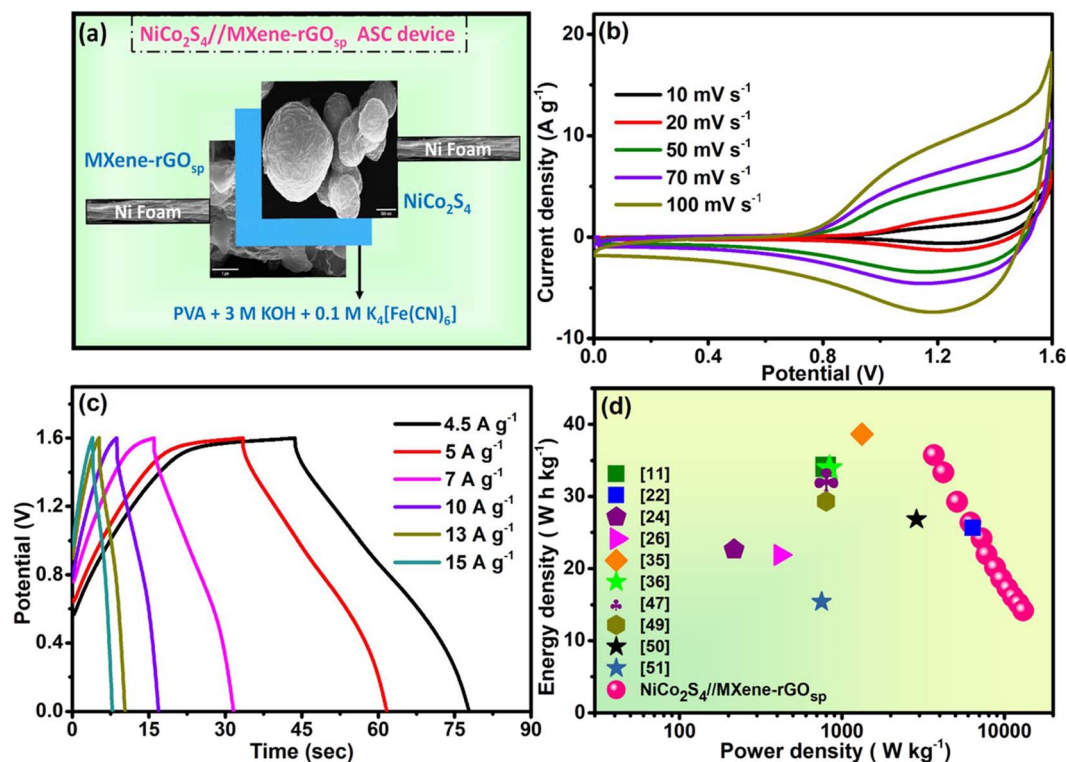 (a)
NiCo₂S₄//MXene-rGOsp ASC device
MXene-rGOsp
Ni Foam
Ni Foam
NiCo₂S₄
PVA + 3 M KOH + 0.1 M K₄[Fe(CN)₆]
(b)
Current density (A g⁻¹)
20
10
0
-10
10 mV s⁻¹
20 mV s⁻¹
50 mV s⁻¹
70 mV s⁻¹
100 mV s⁻¹
0.0 0.4 0.8 1.2 1.6
Potential (V)
(c)
Potential (V)
1.6
1.2
0.8
0.4
0.0
4.5 A g⁻¹
5 A g⁻¹
7 A g⁻¹
10 A g⁻¹
13 A g⁻¹
15 A g⁻¹
0 15 30 45 60 75 90
Time (sec)
(d)
Energy density (W h kg⁻¹)
40
30
20
10
0
[11]
[22]
[24]
[26]
[35]
[36]
[47]
[49]
[50]
[51]
NiCo₂S₄//MXene-rGOsp
100 1000 10000
Power density ( W kg⁻¹)